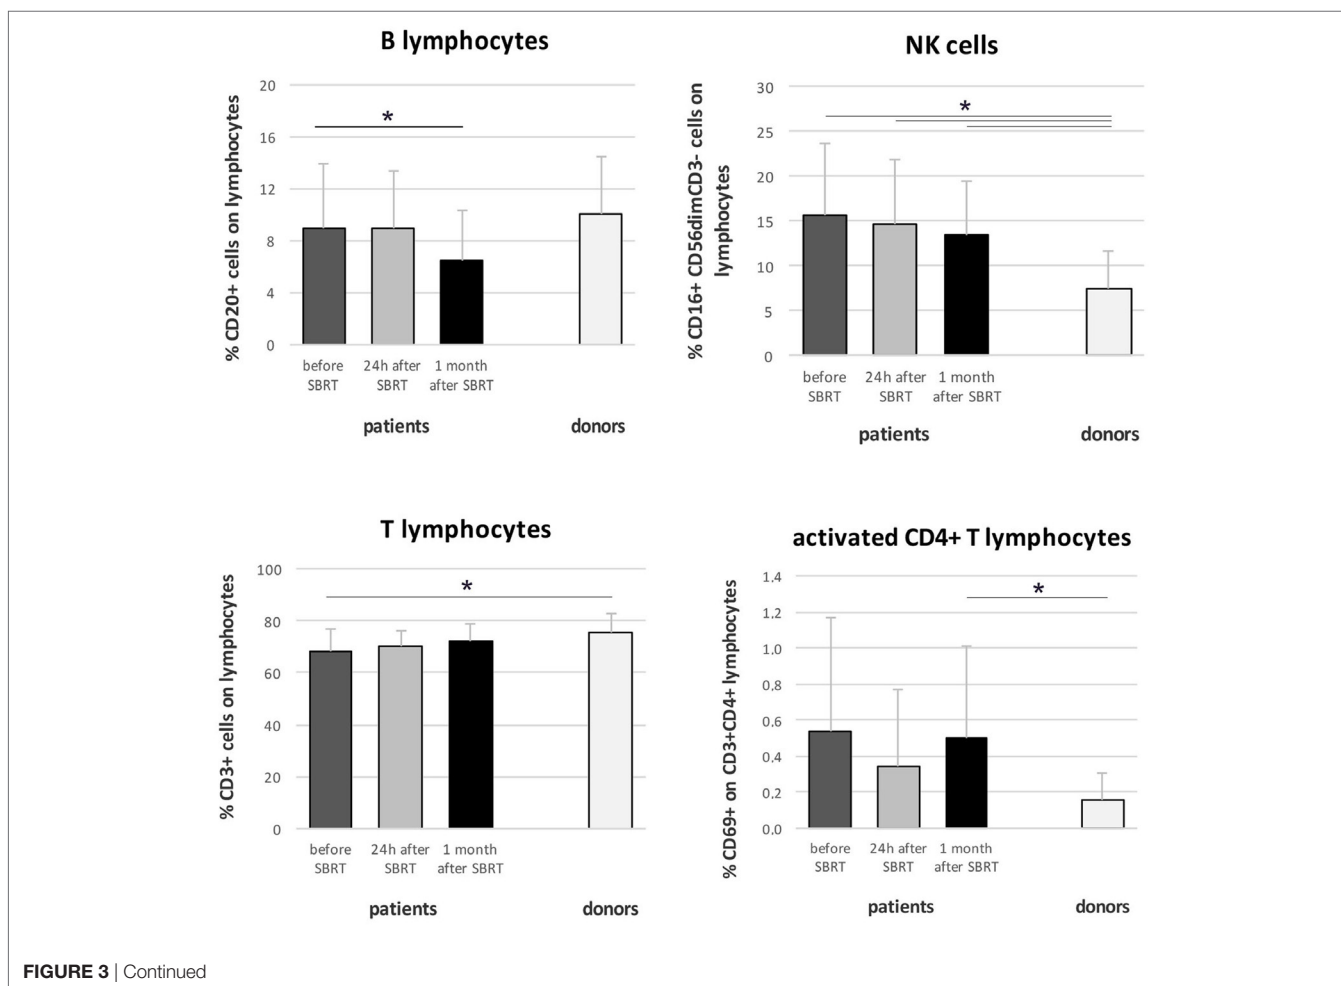 B lymphocytes
% CD20+ cells on lymphocytes
20
16
12
8
4
0
*
before
SBRT
24h after
SBRT
1 month
after SBRT
patients
donors
NK cells
% CD16+ CD56dimCD3- cells on
lymphocytes
30
25
20
15
10
5
0
*
before
SBRT
24h after
SBRT
1 month
after SBRT
patients
donors
T lymphocytes
% CD3+ cells on lymphocytes
100
80
60
40
20
0
*
before
SBRT
24h after
SBRT
1 month
after SBRT
patients
donors
activated CD4+ T lymphocytes
% CD69+ on CD3+CD4+ lymphocytes
1.4
1.2
1.0
0.8
0.6
0.4
0.2
0.0
*
before
SBRT
24h after
SBRT
1 month
after SBRT
patients
donors
FIGURE 3 | Continued